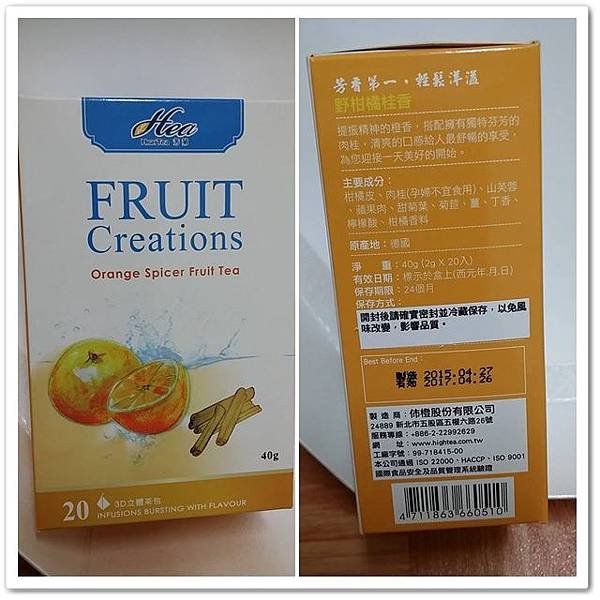 Htea
FRUIT
Creations
Orange Spicer Fruit Tea
40g
20 3D立體茶包
INFUSIONS BURSTING WITH FLAVOUR
芳香第一．輕鬆洋溢
野柑橘桂香
提振精神的橙香，搭配擁有獨特芬芳的
肉桂，清爽的口感給人最舒暢的享受，
為您迎接一天美好的開始。
主要成分：
柑橘皮、肉桂(孕婦不宜食用)、山芙蓉
、蘋果肉、甜菊葉、菊苣、薑、丁香、
檸檬酸、柑橘香料
原產地：德國
淨　重：40g (2g X 20入)
有效日期：標示於盒上(西元年.月.日)
保存期限：24個月
保存方式：
開封後請確實密封並冷藏保存，以免風
味改變，影響品質。
Best Before End :
製造 2015.04.27
有効 2017.04.26
製 造 商：佈橙股份有限公司
24889 新北市五股區五權六路26號
服務專線：+886-2-22992629
網　　址：www.hightea.com.tw
工廠字號：99-718415-00
本公司通過 ISO 22000、HACCP、ISO 9001
國際食品安全及品質管理系統驗證
4 711863 660510